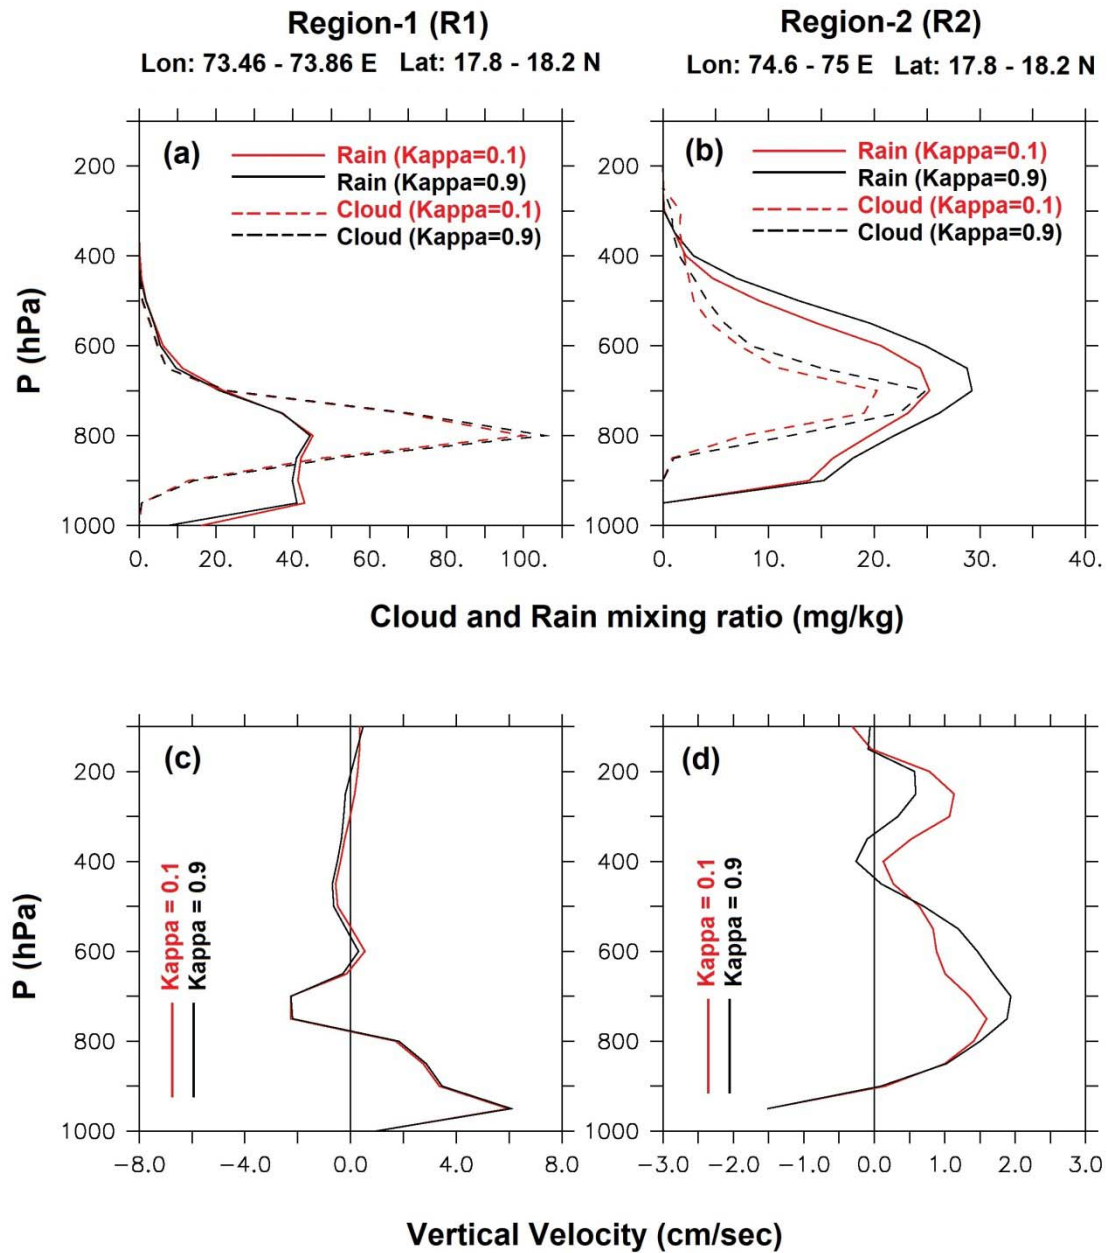 Region-1 (R1)
Lon: 73.46 - 73.86 E Lat: 17.8 - 18.2 N
Region-2 (R2)
Lon: 74.6 - 75 E Lat: 17.8 - 18.2 N
(a)
Rain (Kappa=0.1)
Rain (Kappa=0.9)
Cloud (Kappa=0.1)
Cloud (Kappa=0.9)
200
400
600
800
1000
P (hPa)
0. 20. 40. 60. 80. 100.
(b)
Rain (Kappa=0.1)
Rain (Kappa=0.9)
Cloud (Kappa=0.1)
Cloud (Kappa=0.9)
200
400
600
800
1000
0. 10. 20. 30. 40.
Cloud and Rain mixing ratio (mg/kg)
(c)
Kappa = 0.1
Kappa = 0.9
200
400
600
800
1000
P (hPa)
-8.0 -4.0 0.0 4.0 8.0
(d)
Kappa = 0.1
Kappa = 0.9
200
400
600
800
1000
-3.0 -2.0 -1.0 0.0 1.0 2.0 3.0
Vertical Velocity (cm/sec)